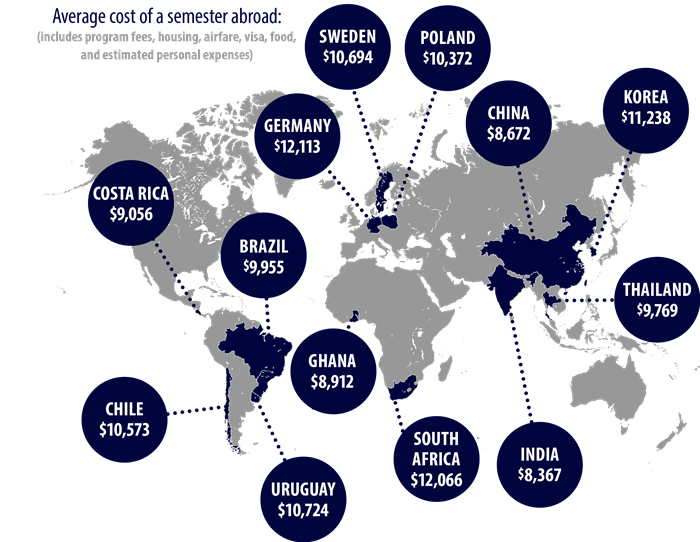 Average cost of a semester abroad:
(includes program fees, housing, airfare, visa, food,
and estimated personal expenses)
SWEDEN
$10,694
POLAND
$10,372
GERMANY
$12,113
CHINA
$8,672
KOREA
$11,238
COSTA RICA
$9,056
BRAZIL
$9,955
THAILAND
$9,769
GHANA
$8,912
CHILE
$10,573
SOUTH
AFRICA
$12,066
INDIA
$8,367
URUGUAY
$10,724